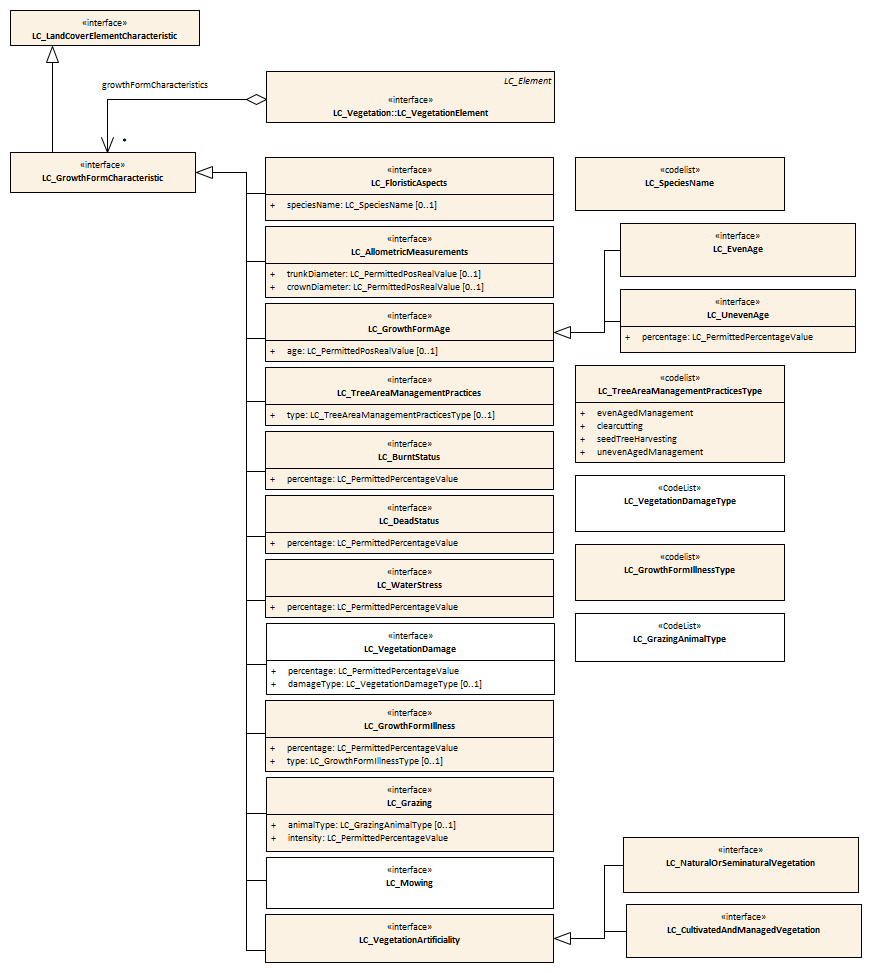 «interface»
LC_LandCoverElementCharacteristic
growthFormCharacteristics
LC_Element
«interface»
LC_Vegetation::LC_VegetationElement
*
«interface»
LC_GrowthFormCharacteristic
«interface»
LC_FloristicAspects
+ speciesName: LC_SpeciesName [0..1]
«codelist»
LC_SpeciesName
«interface»
LC_AllometricMeasurements
+ trunkDiameter: LC_PermittedPosRealValue [0..1]
+ crownDiameter: LC_PermittedPosRealValue [0..1]
«interface»
LC_EvenAge
«interface»
LC_GrowthFormAge
+ age: LC_PermittedPosRealValue [0..1]
«interface»
LC_UnevenAge
+ percentage: LC_PermittedPercentageValue
«interface»
LC_TreeAreaManagementPractices
+ type: LC_TreeAreaManagementPracticesType [0..1]
«codelist»
LC_TreeAreaManagementPracticesType
+ evenAgedManagement
+ clearcutting
+ seedTreeHarvesting
+ unevenAgedManagement
«interface»
LC_BurntStatus
+ percentage: LC_PermittedPercentageValue
«CodeList»
LC_VegetationDamageType
«interface»
LC_DeadStatus
+ percentage: LC_PermittedPercentageValue
«codelist»
LC_GrowthFormIllnessType
«interface»
LC_WaterStress
+ percentage: LC_PermittedPercentageValue
«CodeList»
LC_GrazingAnimalType
«interface»
LC_VegetationDamage
+ percentage: LC_PermittedPercentageValue
+ damageType: LC_VegetationDamageType [0..1]
«interface»
LC_GrowthFormIllness
+ percentage: LC_PermittedPercentageValue
+ type: LC_GrowthFormIllnessType [0..1]
«interface»
LC_Grazing
+ animalType: LC_GrazingAnimalType [0..1]
+ intensity: LC_PermittedPercentageValue
«interface»
LC_Mowing
«interface»
LC_NaturalOrSeminaturalVegetation
«interface»
LC_VegetationArtificiality
«interface»
LC_CultivatedAndManagedVegetation